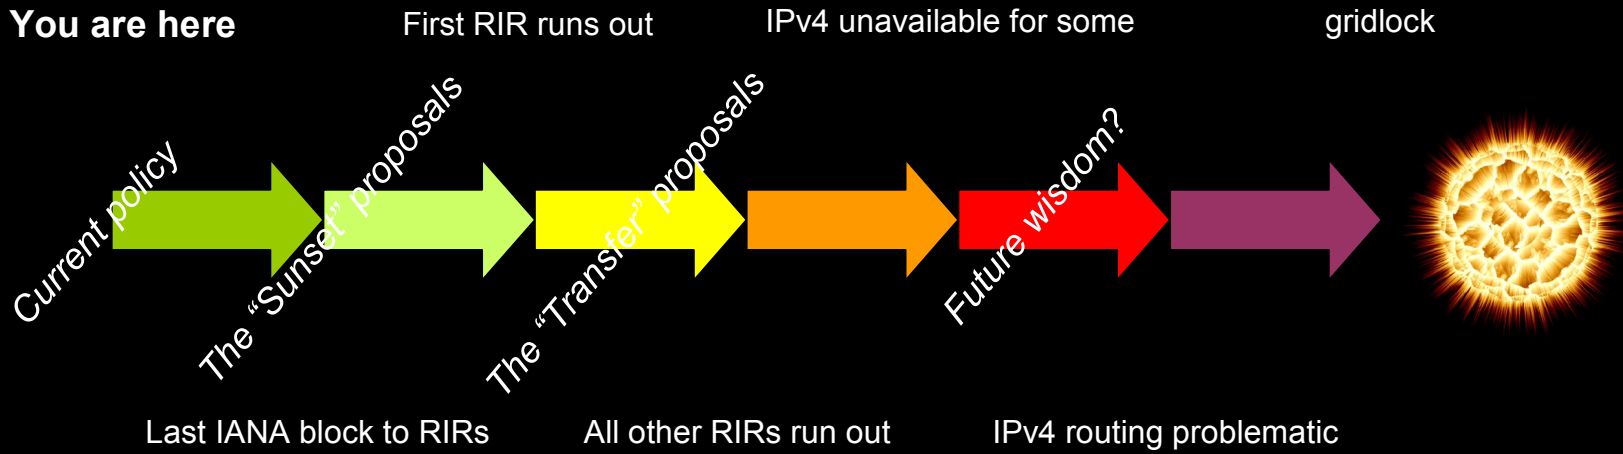 You are here
First RIR runs out
IPv4 unavailable for some
gridlock
Current policy
The “Sunset” proposals
The “Transfer” proposals
Future wisdom?
Last IANA block to RIRs
All other RIRs run out
IPv4 routing problematic